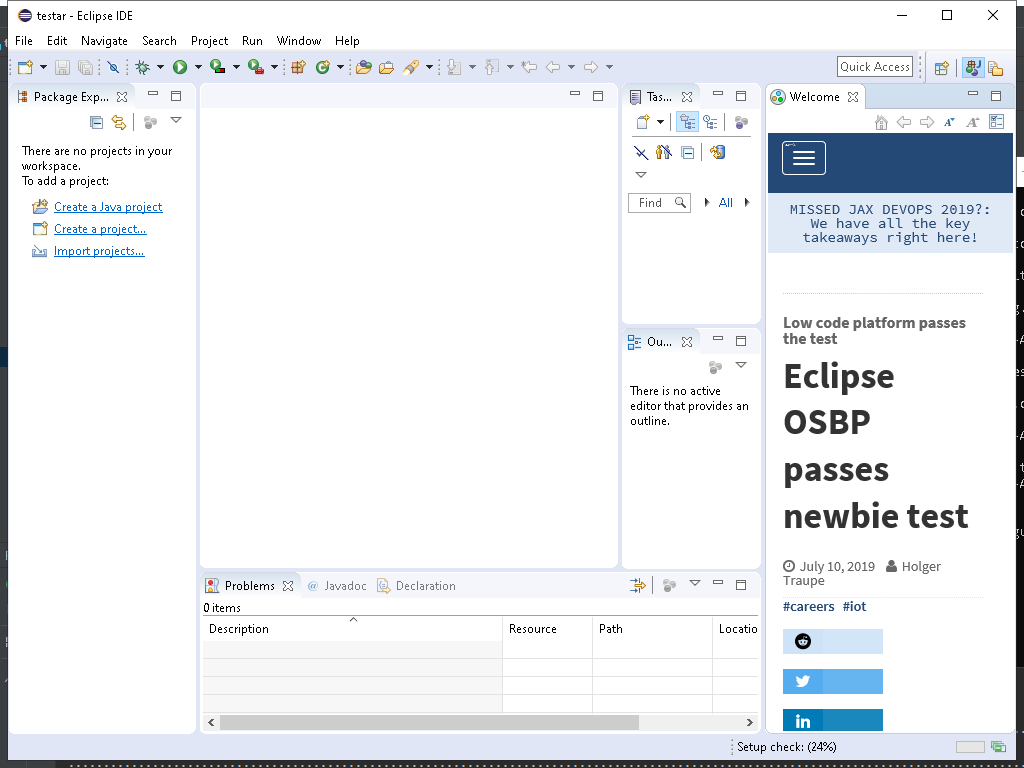 testar - Eclipse IDE
File Edit Navigate Search Project Run Window Help
Quick Access
Package Exp...
There are no projects in your
workspace.
To add a project:
Create a Java project
Create a project...
Import projects...
Tas...
Find
All
Ou...
There is no active
editor that provides an
outline.
Welcome
MISSED JAX DEVOPS 2019?:
We have all the key
takeaways right here!
Low code platform passes
the test
Eclipse
OSBP
passes
newbie test
July 10, 2019 Holger
Traupe
#careers #iot
in
Problems @ Javadoc Declaration
0 items
Description Resource Path Locatio
Setup check: (24%)